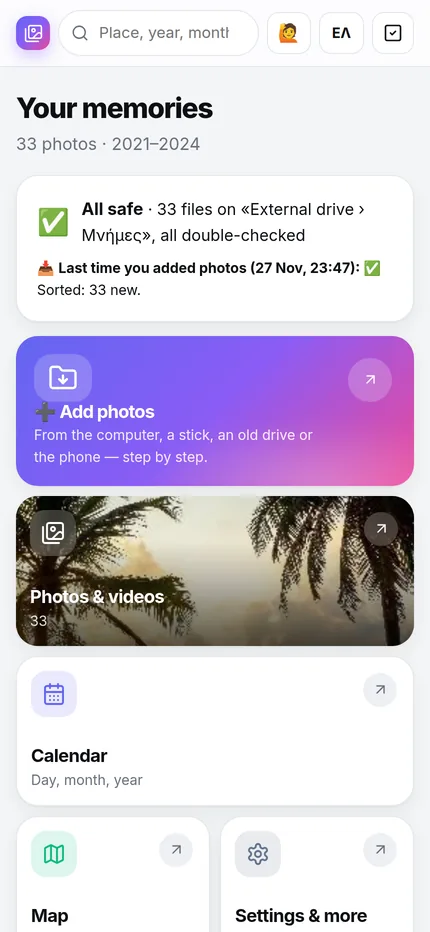 Place, year, month
ΕΛ
Your memories
33 photos · 2021–2024
All safe · 33 files on «External drive ›
Μνήμες», all double-checked
Last time you added photos (27 Nov, 23:47): ✅
Sorted: 33 new.
➕ Add photos
From the computer, a stick, an old drive or
the phone — step by step.
Photos & videos
33
Calendar
Day, month, year
Map
Settings & more